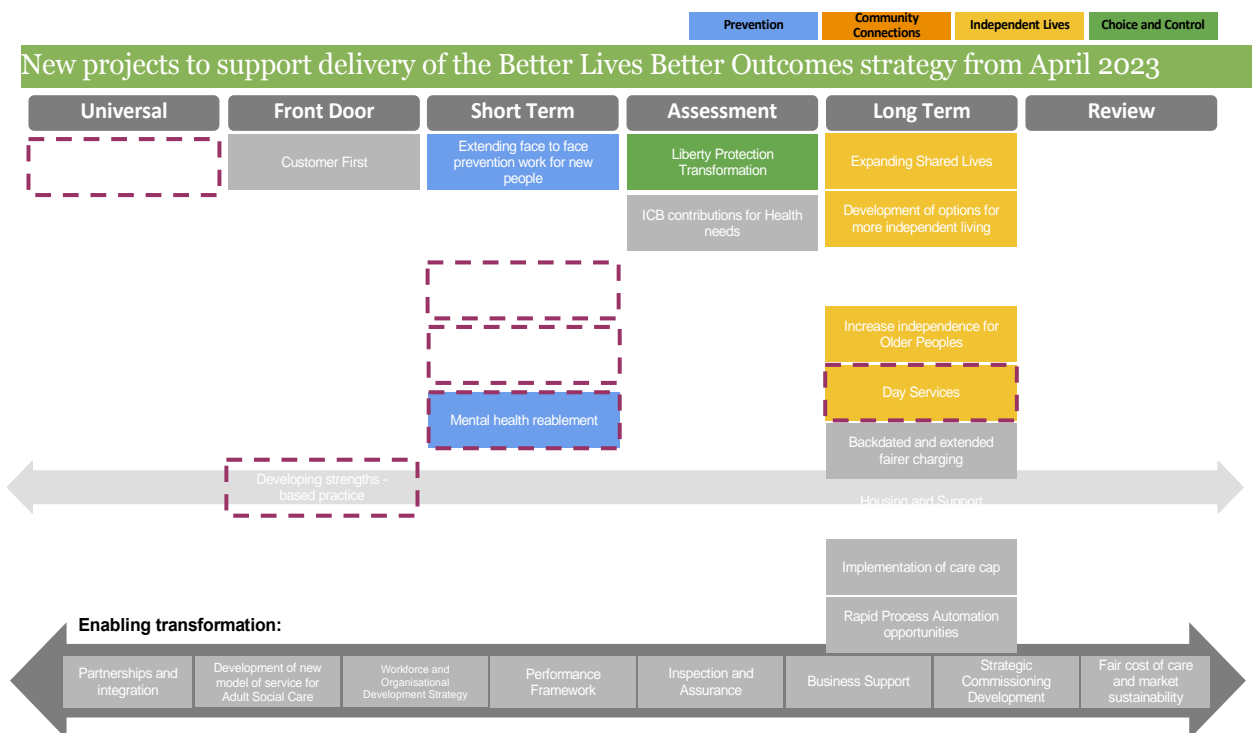 Prevention
Community
Connections
Independent Lives
Choice and Control
New projects to support delivery of the Better Lives Better Outcomes strategy from April 2023
Universal
Front Door
Short Term
Assessment
Long Term
Review
Customer First
Extending face to face
prevention work for new
people
Liberty Protection
Transformation
Expanding Shared Lives
ICB contributions for Health
needs
Development of options for
more independent living
Increase independence for
Older Peoples
Day Services
Mental health reablement
Backdated and extended
fairer charging
Developing strengths -
based practice
Housing and Support
Implementation of care cap
Rapid Process Automation
opportunities
Enabling transformation:
Partnerships and
integration
Development of new
model of service for
Adult Social Care
Workforce and
Organisational
Development Strategy
Performance
Framework
Inspection and
Assurance
Business Support
Strategic
Commissioning
Development
Fair cost of care
and market
sustainability